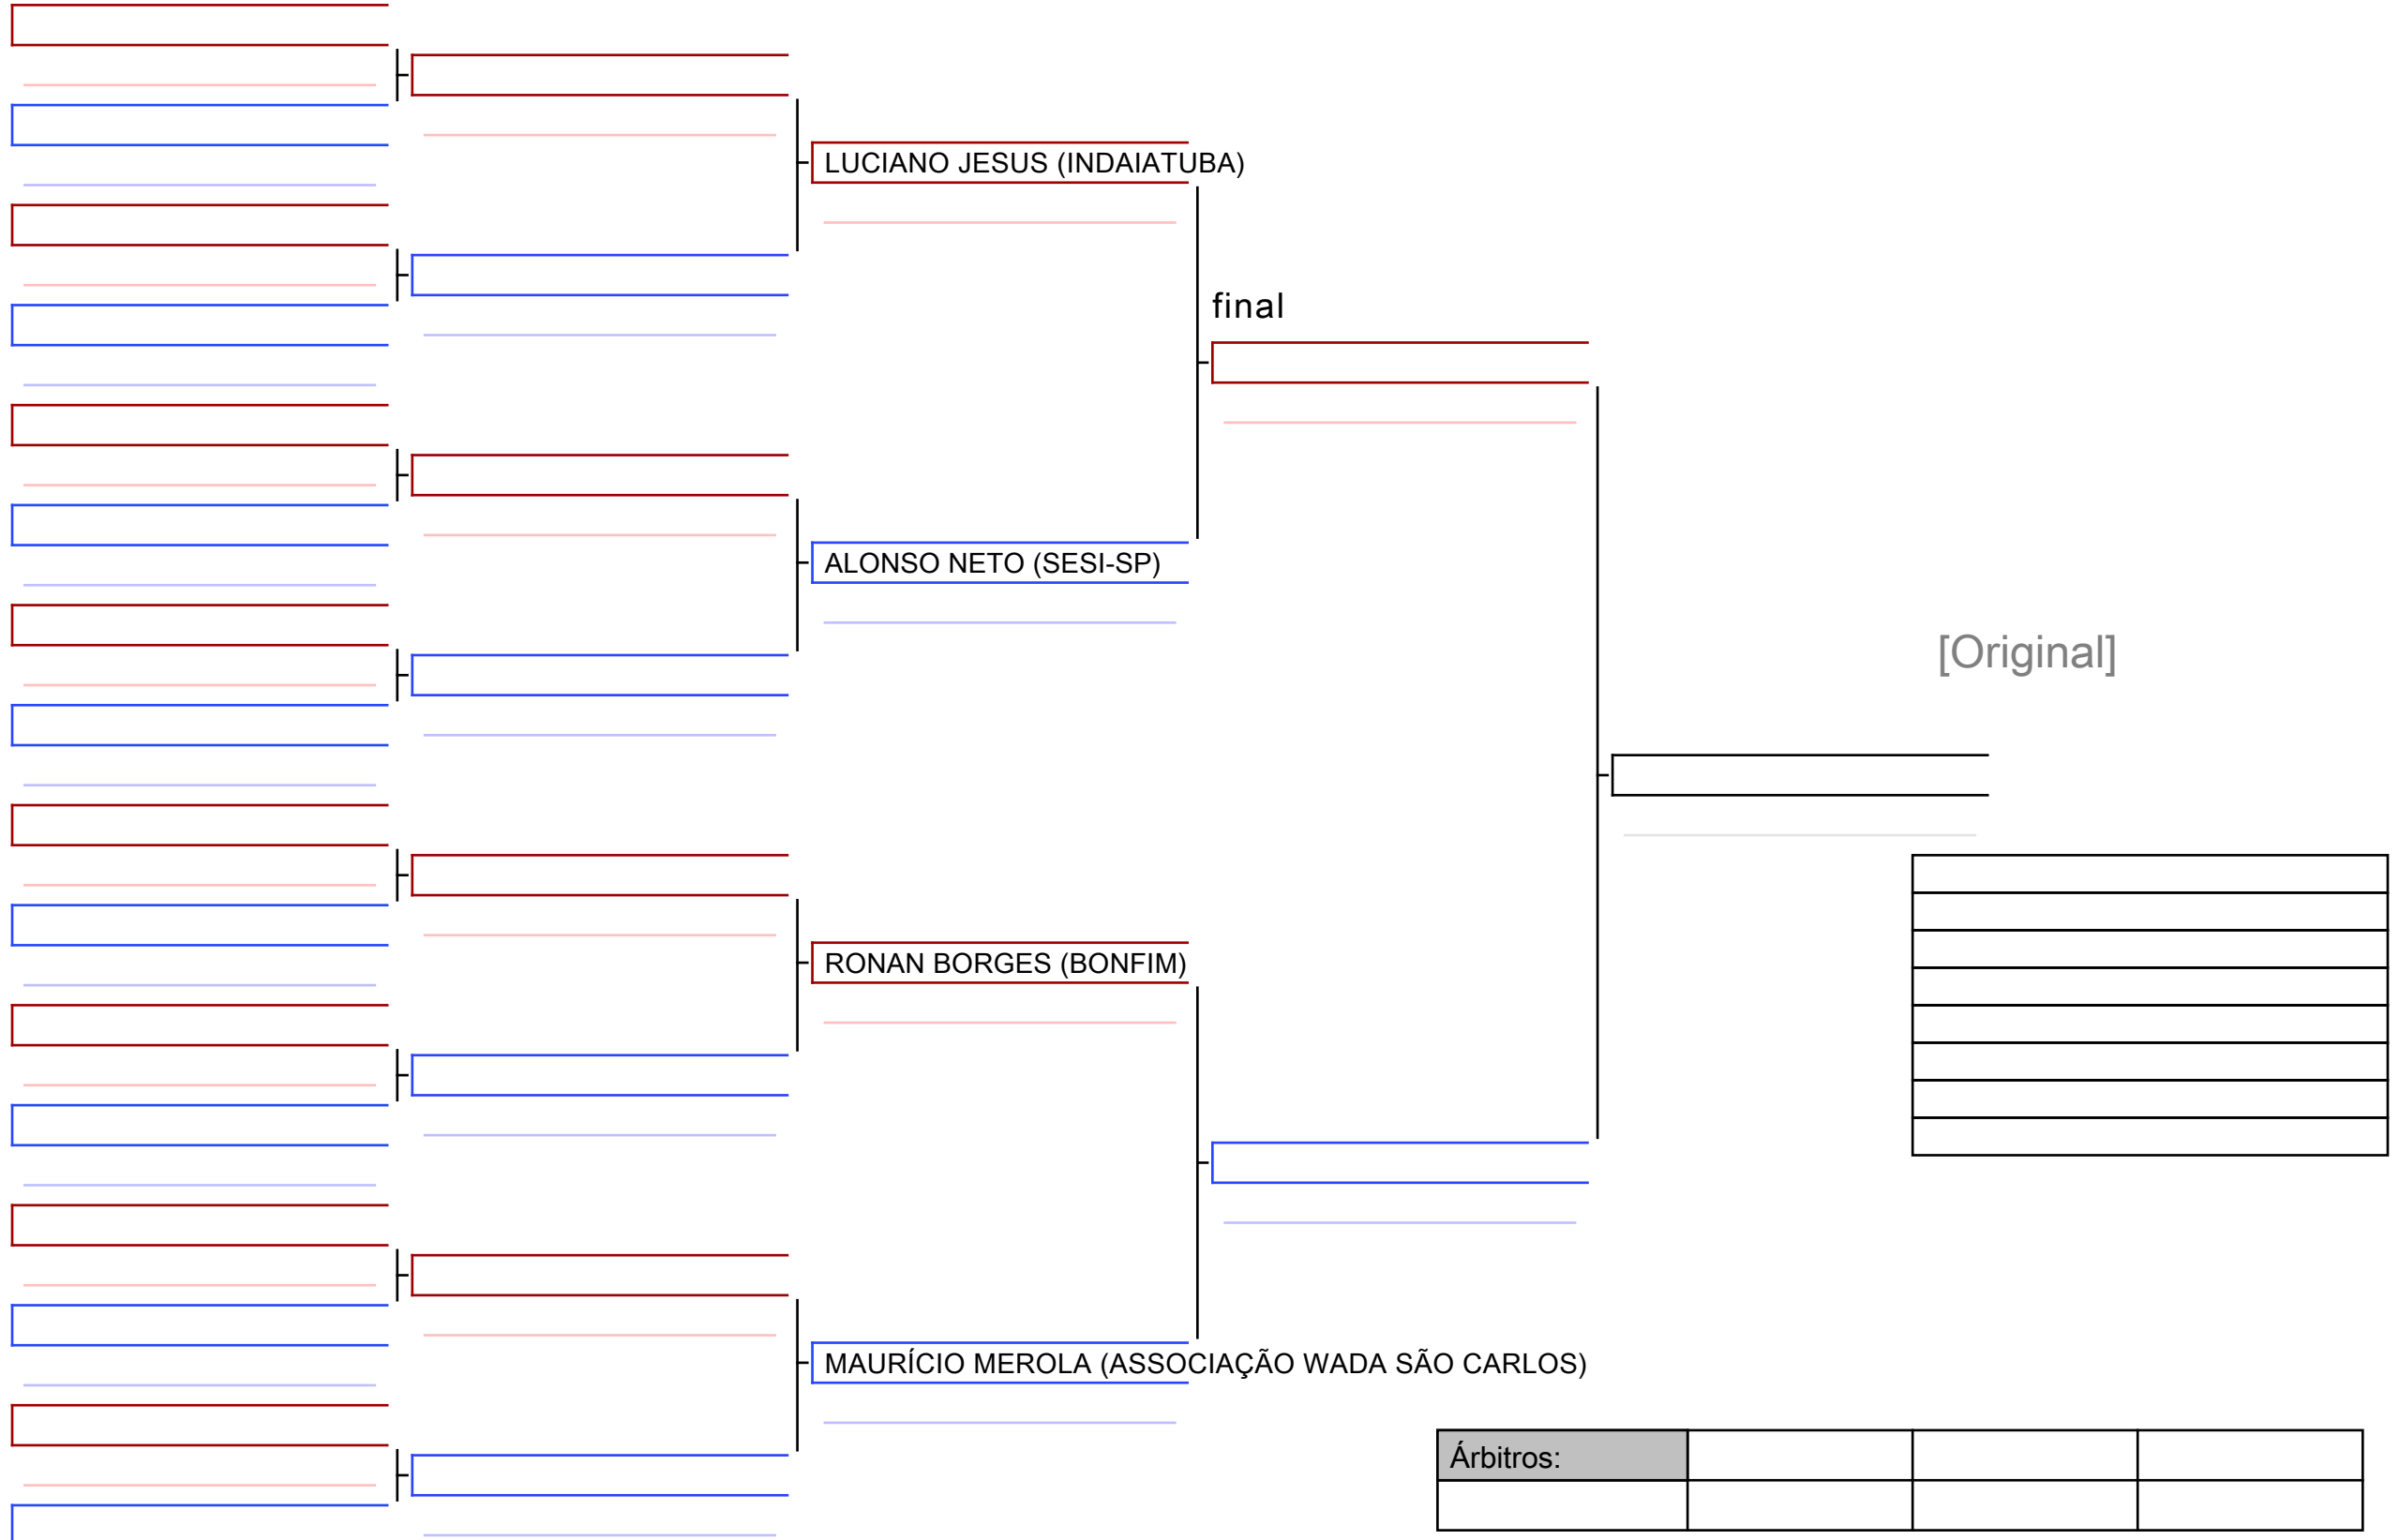 LUCIANO JESUS (INDAIATUBA)
final
ALONSO NETO (SESI-SP)
[Original]
RONAN BORGES (BONFIM)
MAURÍCIO MEROLA (ASSOCIAÇÃO WADA SÃO CARLOS)
Árbitros: